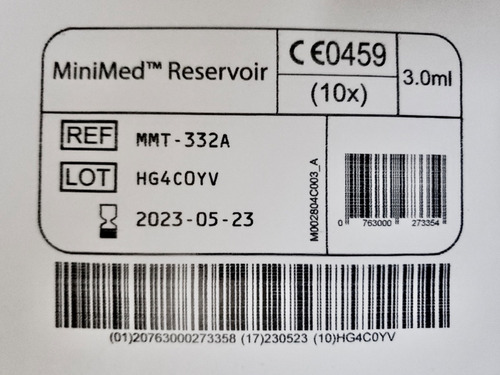 MiniMed™ Reservoir
CE0459
(10x)
3.0ml
REF MMT-332A
LOT HG4C0YV
2023-05-23
M002804C003_A
0 763000 273354
(01)20763000273358 (17)230523 (10)HG4C0YV